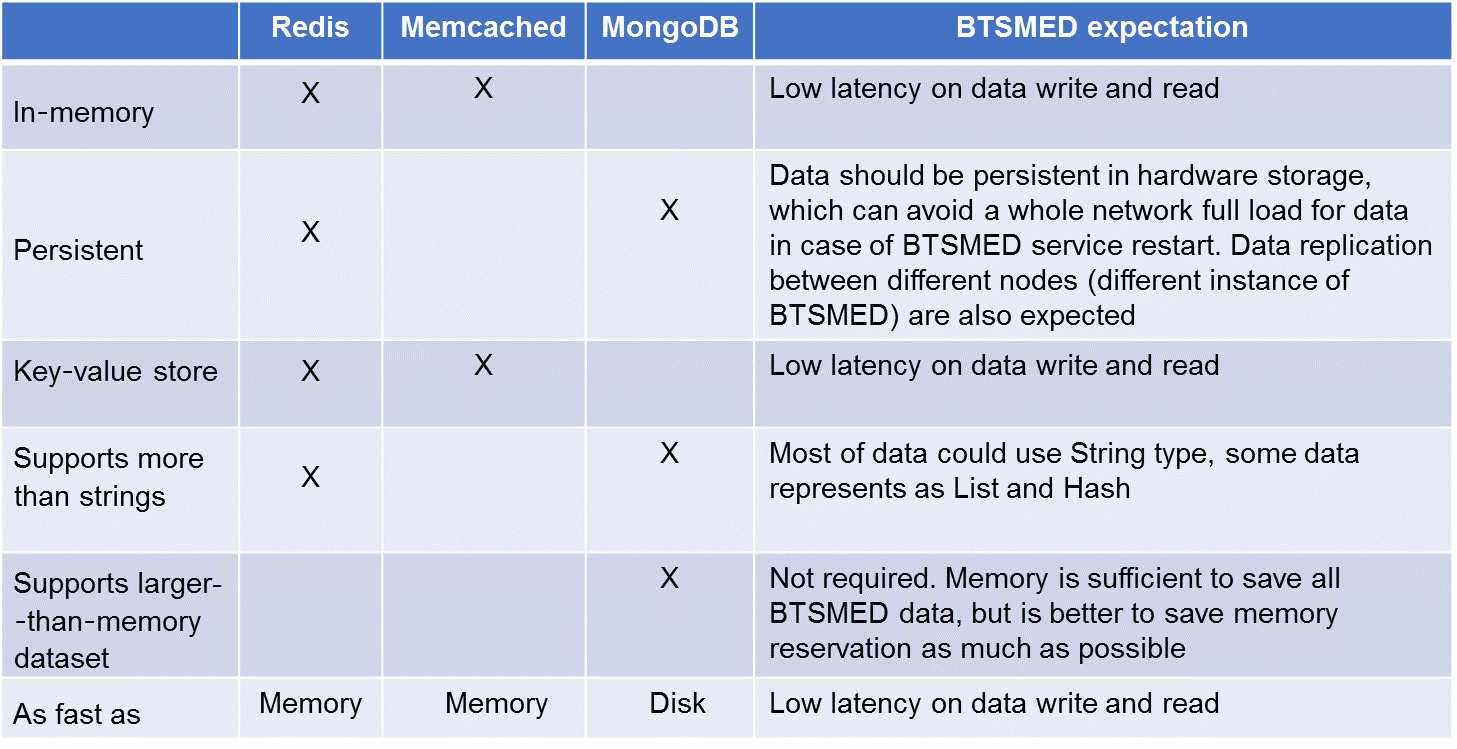 Redis Memcached MongoDB BTSMED expectation
In-memory X X Low latency on data write and read
Persistent X X Data should be persistent in hardware storage,
which can avoid a whole network full load for data
in case of BTSMED service restart. Data replication
between different nodes (different instance of
BTSMED) are also expected
Key-value store X X Low latency on data write and read
Supports more
than strings X X Most of data could use String type, some data
represents as List and Hash
Supports larger-
-than-memory
dataset X Not required. Memory is sufficient to save all
BTSMED data, but is better to save memory
reservation as much as possible
As fast as Memory Memory Disk Low latency on data write and read